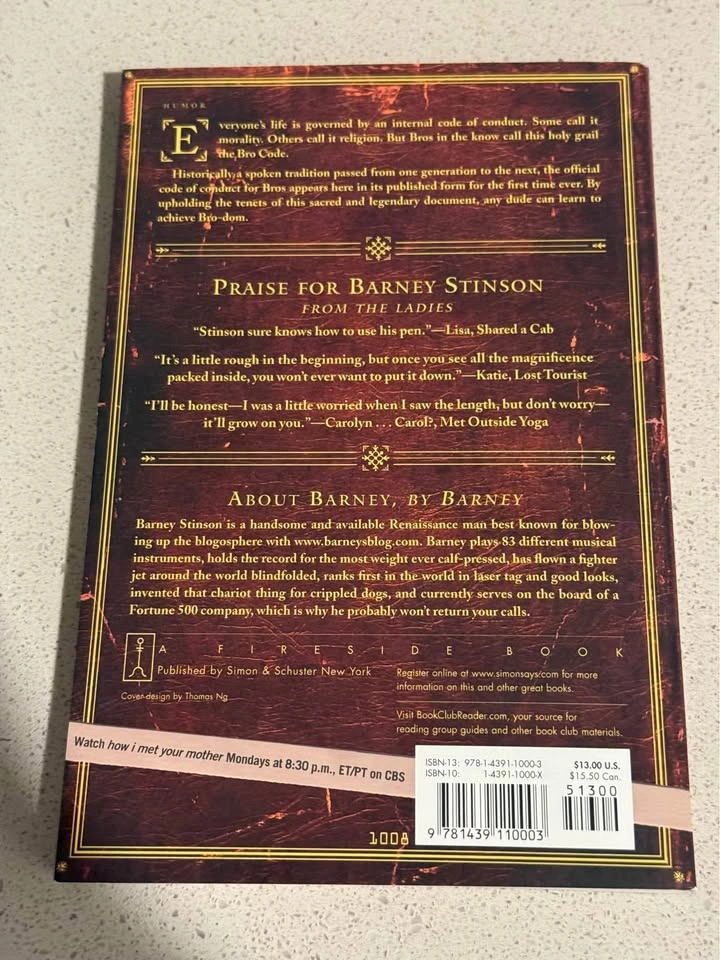 HUMOR
Everyone's life is governed by an internal code of conduct. Some call it
morality. Others call it religion. But Bros in the know call this holy grail
the Bro Code.
Historically a spoken tradition passed from one generation to the next, the official
code of conduct for Bros appears here in its published form for the first time ever. By
upholding the tenets of this sacred and legendary document, any dude can learn to
achieve Bro-dom.
PRAISE FOR BARNEY STINSON
FROM THE LADIES
“Stinson sure knows how to use his pen.”—Lisa, Shared a Cab
“It's a little rough in the beginning, but once you see all the magnificence
packed inside, you won't ever want to put it down.”—Katie, Lost Tourist
“I'll be honest—I was a little worried when I saw the length, but don't worry—
it'll grow on you.”—Carolyn . . . Carol?, Met Outside Yoga
ABOUT BARNEY, BY BARNEY
Barney Stinson is a handsome and available Renaissance man best known for blow-
ing up the blogosphere with www.barneysblog.com. Barney plays 83 different musical
instruments, holds the record for the most weight ever calf-pressed, has flown a fighter
jet around the world blindfolded, ranks first in the world in laser tag and good looks,
invented that chariot thing for crippled dogs, and currently serves on the board of a
Fortune 500 company, which is why he probably won't return your calls.
A FIRESIDE BOOK
Published by Simon & Schuster New York
Cover design by Thomas Ng
Register online at www.simonsays.com for more
information on this and other great books.
Visit BookClubReader.com, your source for
reading group guides and other book club materials.
Watch how i met your mother Mondays at 8:30 p.m., ET/PT on CBS
ISBN-13: 978-1-4391-1000-3 $13.00 U.S.
ISBN-10: 1-4391-1000-X $15.50 Can.
51300
9 781439 110003
1008